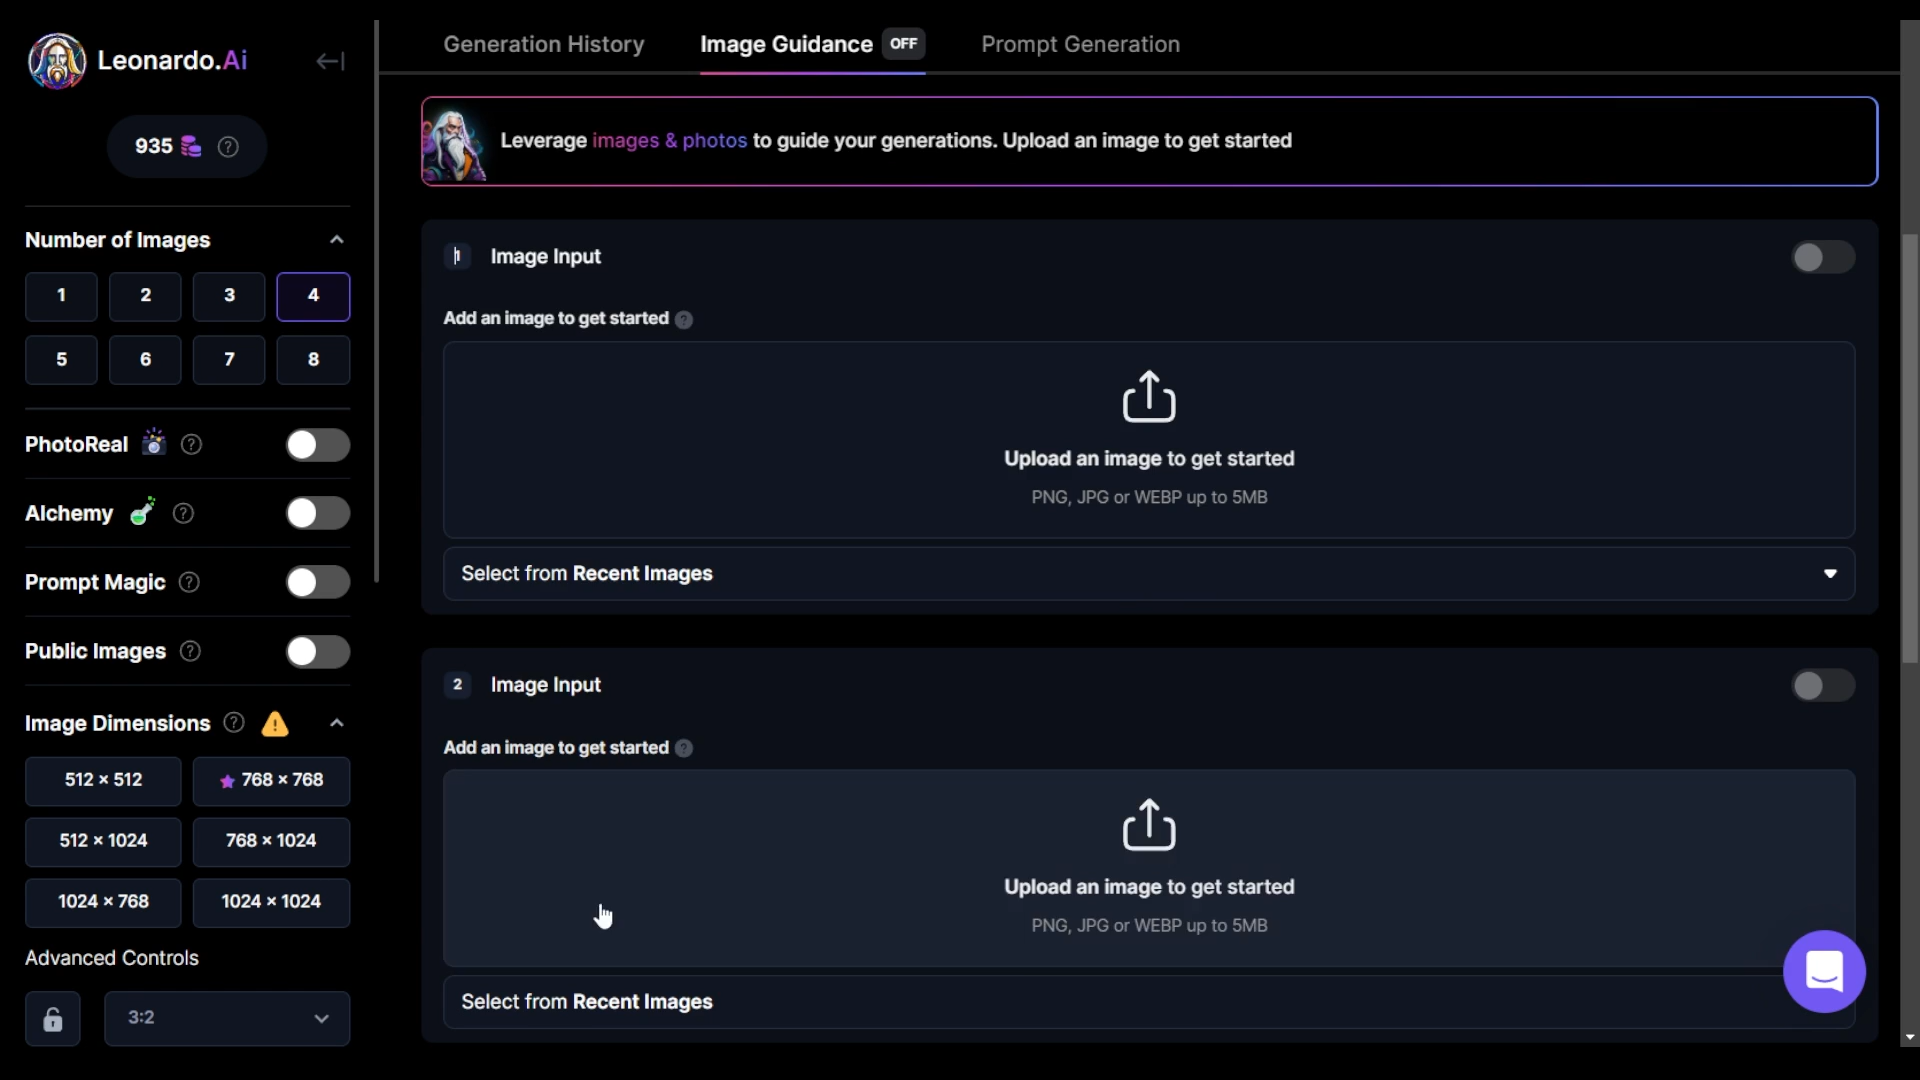 Leonardo.Ai
935
Number of Images
1 2 3 4
5 6 7 8
PhotoReal
Alchemy
Prompt Magic
Public Images
Image Dimensions
512 × 512 768 × 768
512 × 1024 768 × 1024
1024 × 768 1024 × 1024
Advanced Controls
3:2
Generation History Image Guidance OFF Prompt Generation
Leverage images & photos to guide your generations. Upload an image to get started
1 Image Input
Add an image to get started
Upload an image to get started
PNG, JPG or WEBP up to 5MB
Select from Recent Images
2 Image Input
Add an image to get started
Upload an image to get started
PNG, JPG or WEBP up to 5MB
Select from Recent Images